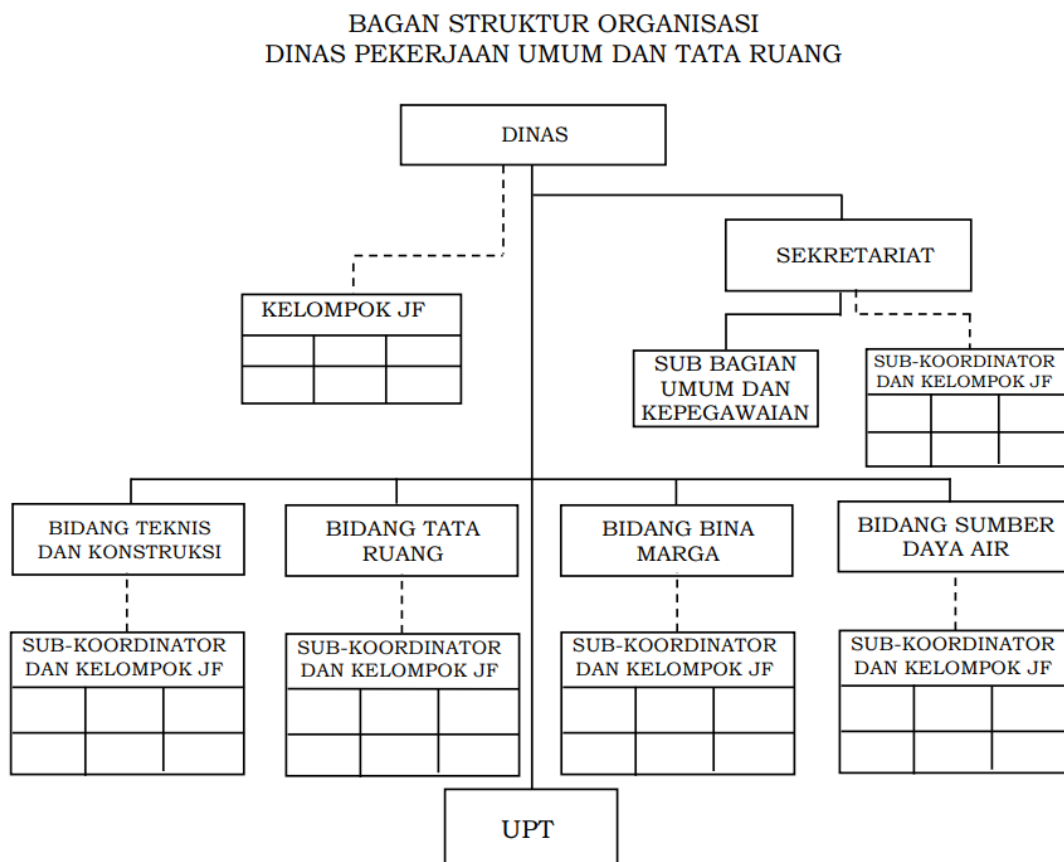 BAGAN STRUKTUR ORGANISASI
DINAS PEKERJAAN UMUM DAN TATA RUANG
DINAS
SEKRETARIAT
KELOMPOK JF
SUB BAGIAN
UMUM DAN
KEPEGAWAIAN
SUB-KOORDINATOR
DAN KELOMPOK JF
BIDANG TEKNIS
DAN KONSTRUKSI
BIDANG TATA
RUANG
BIDANG BINA
MARGA
BIDANG SUMBER
DAYA AIR
SUB-KOORDINATOR
DAN KELOMPOK JF
SUB-KOORDINATOR
DAN KELOMPOK JF
SUB-KOORDINATOR
DAN KELOMPOK JF
SUB-KOORDINATOR
DAN KELOMPOK JF
UPT